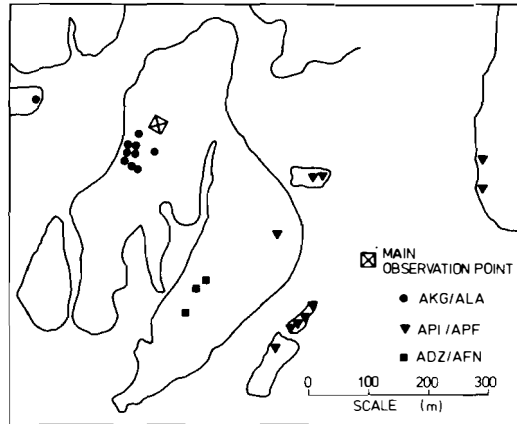 MAIN
OBSERVATION POINT
AKG/ALA
API/APF
ADZ/AFN
0 100 200 300
SCALE (m)